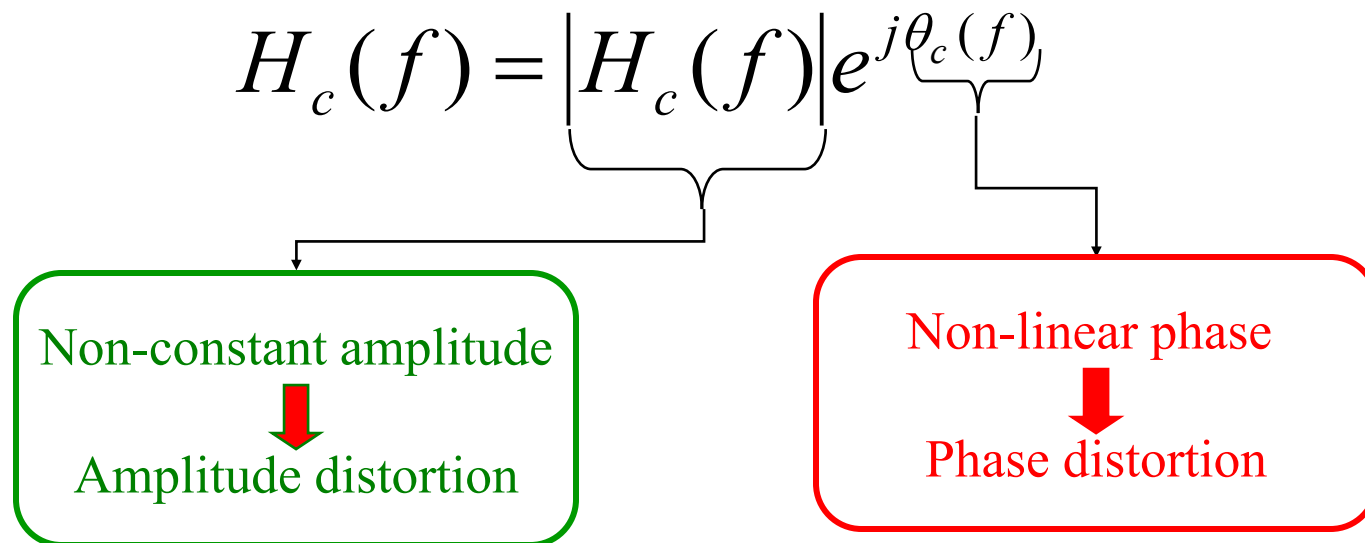 H_c(f) = |H_c(f)| e^{jθ_c(f)}
Non-constant amplitude
Amplitude distortion
Non-linear phase
Phase distortion